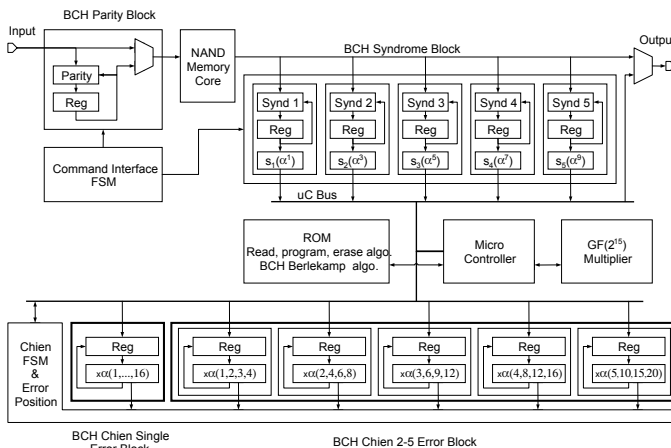 BCH Parity Block
Input
Parity
Reg
NAND
Memory
Core
BCH Syndrome Block
Output
Synd 1
Synd 2
Synd 3
Synd 4
Synd 5
Reg
Reg
Reg
Reg
Reg
s₁(α¹)
s₂(α³)
s₃(α⁵)
s₄(α⁷)
s₅(α⁹)
Command Interface
FSM
uC Bus
ROM
Read, program, erase algo.
BCH Berlekamp algo.
Micro
Controller
GF(2¹⁵)
Multiplier
Chien
FSM
&
Error
Position
Reg
Reg
Reg
Reg
Reg
Reg
xα(1,...,16)
xα(1,2,3,4)
xα(2,4,6,8)
xα(3,6,9,12)
xα(4,8,12,16)
xα(5,10,15,20)
BCH Chien Single
Error Block
BCH Chien 2-5 Error Block